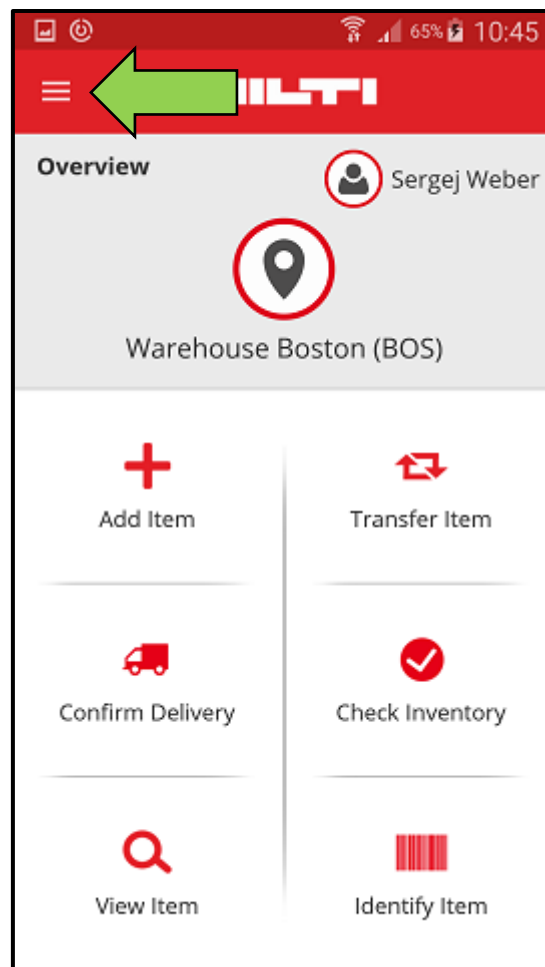 65% 10:45
HILTI
Overview
Sergej Weber
Warehouse Boston (BOS)
Add Item
Transfer Item
Confirm Delivery
Check Inventory
View Item
Identify Item